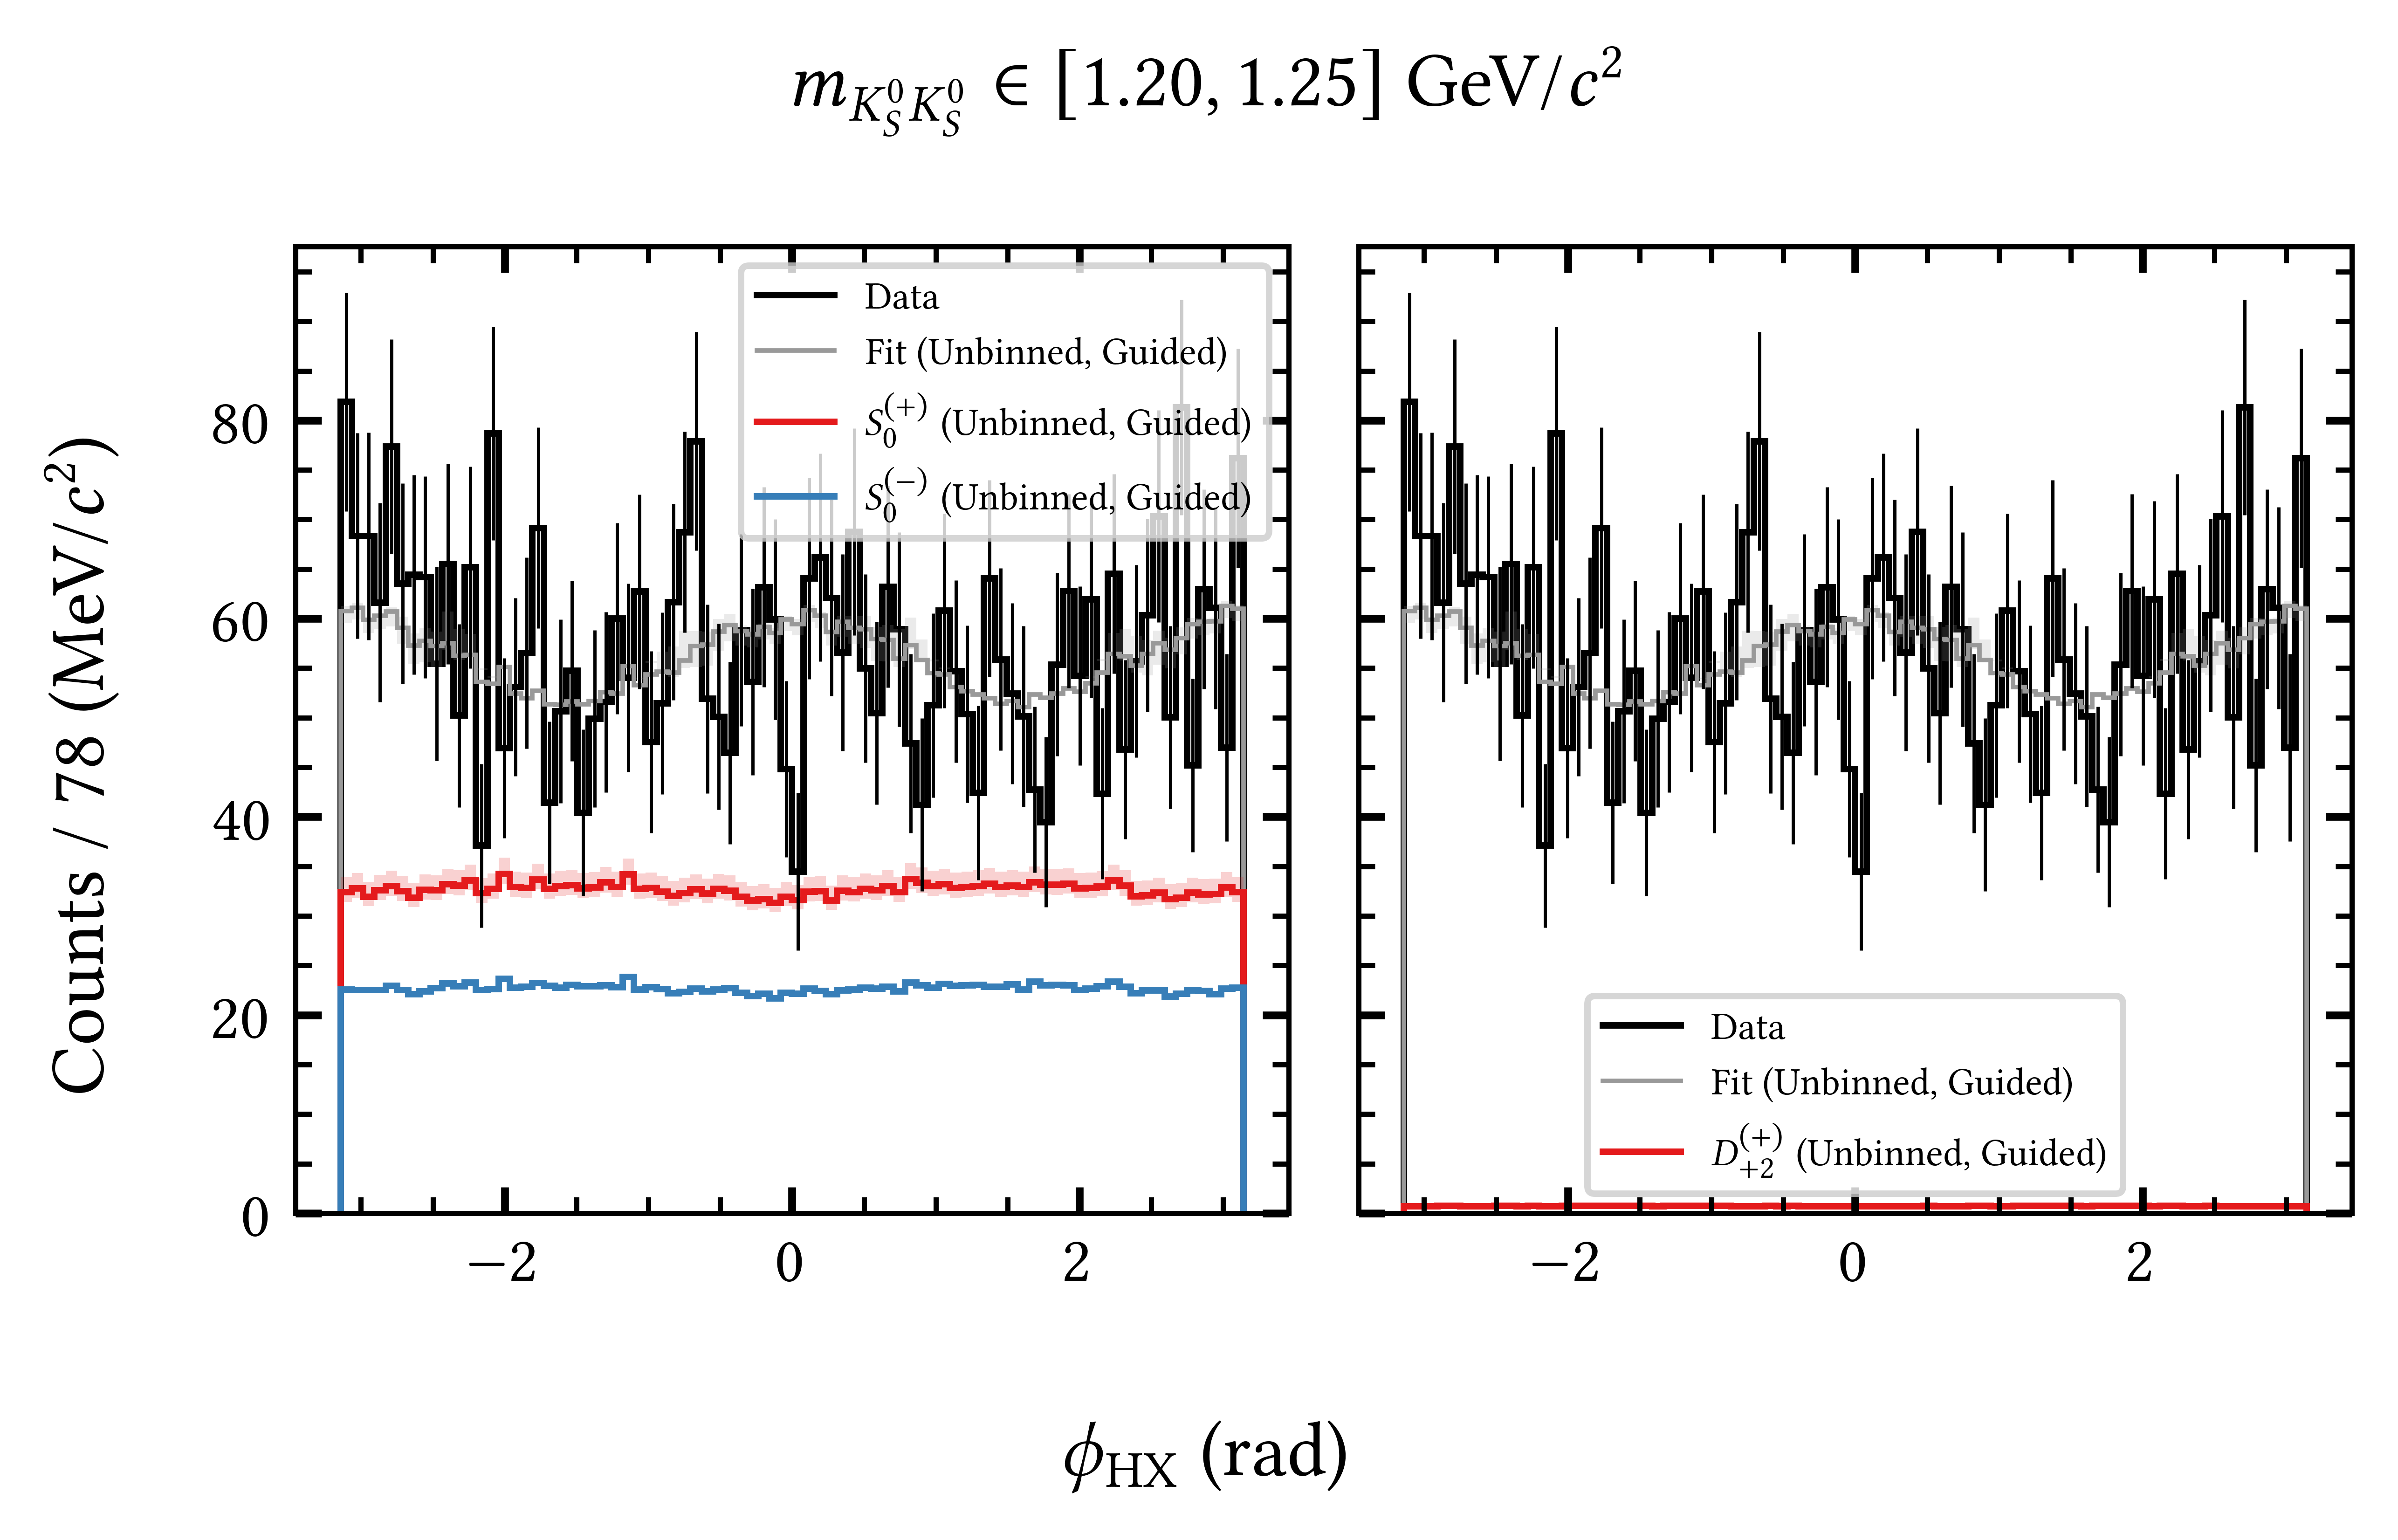 m_{K_S^0 K_S^0} ∈ [1.20, 1.25] GeV/c²
Counts / 78 (MeV/c²)
80
60
40
20
0
Data
Fit (Unbinned, Guided)
S_0^{(+)} (Unbinned, Guided)
S_0^{(−)} (Unbinned, Guided)
−2
0
2
Data
Fit (Unbinned, Guided)
D_{+2}^{(+)} (Unbinned, Guided)
−2
0
2
ϕ_{HX} (rad)